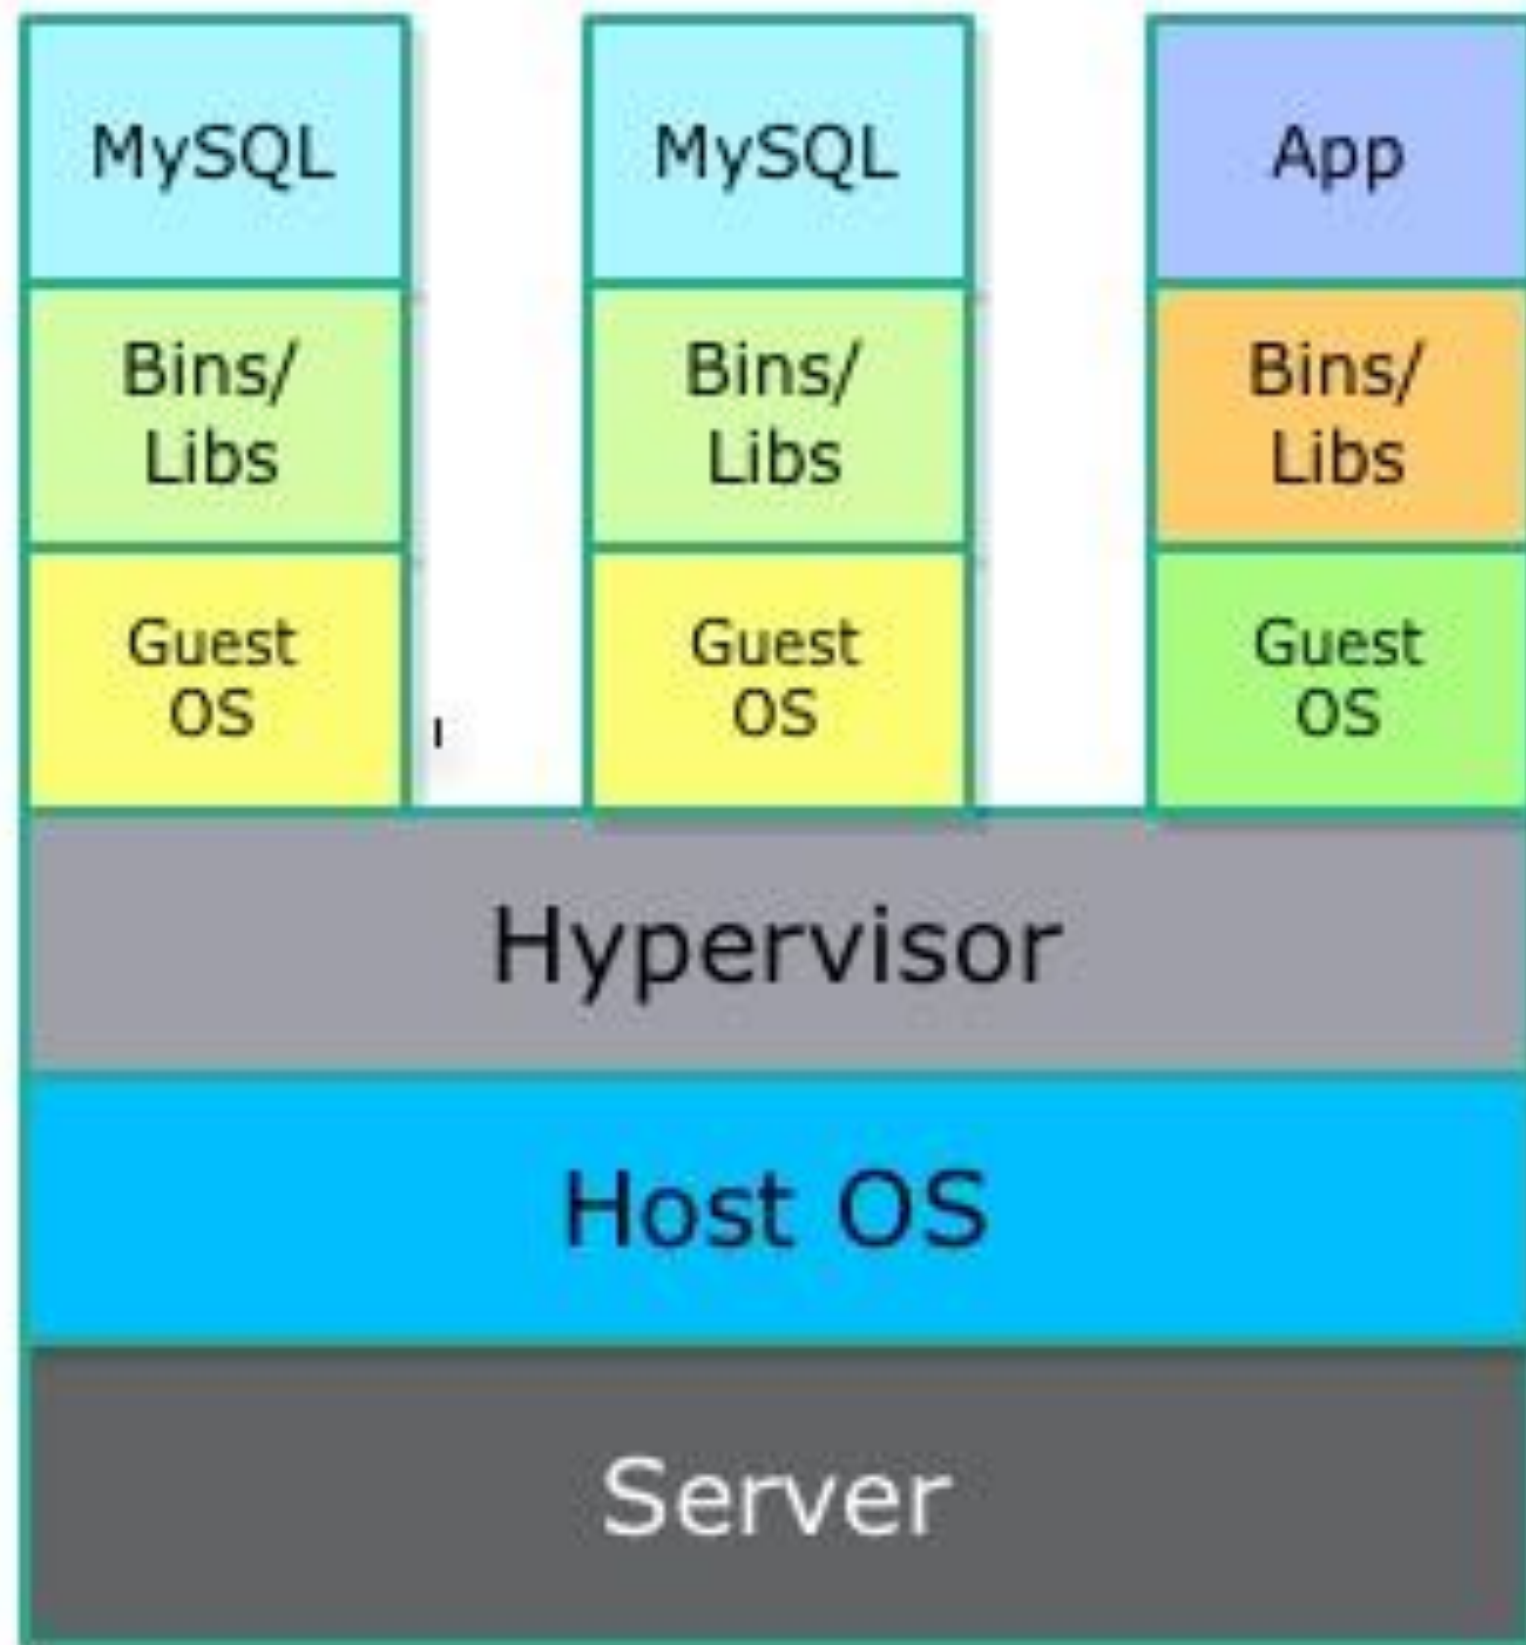 MySQL
MySQL
App
Bins/
Libs
Bins/
Libs
Bins/
Libs
Guest
OS
Guest
OS
Guest
OS
Hypervisor
Host OS
Server